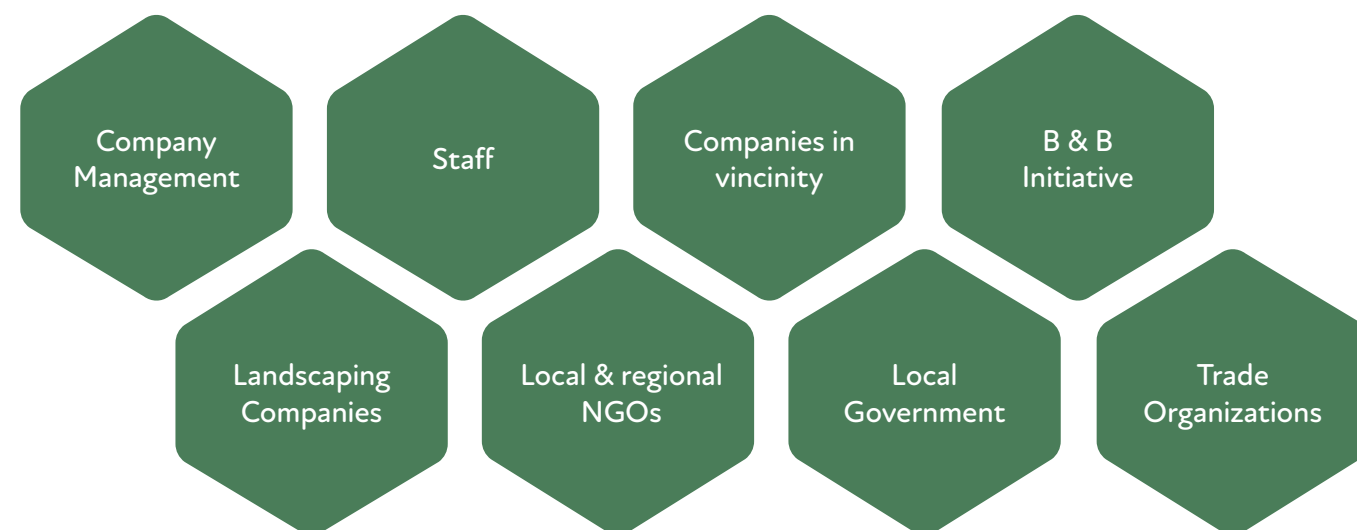 Company
Management
Staff
Companies in
vincinity
B & B
Initiative
Landscaping
Companies
Local & regional
NGOs
Local
Government
Trade
Organizations